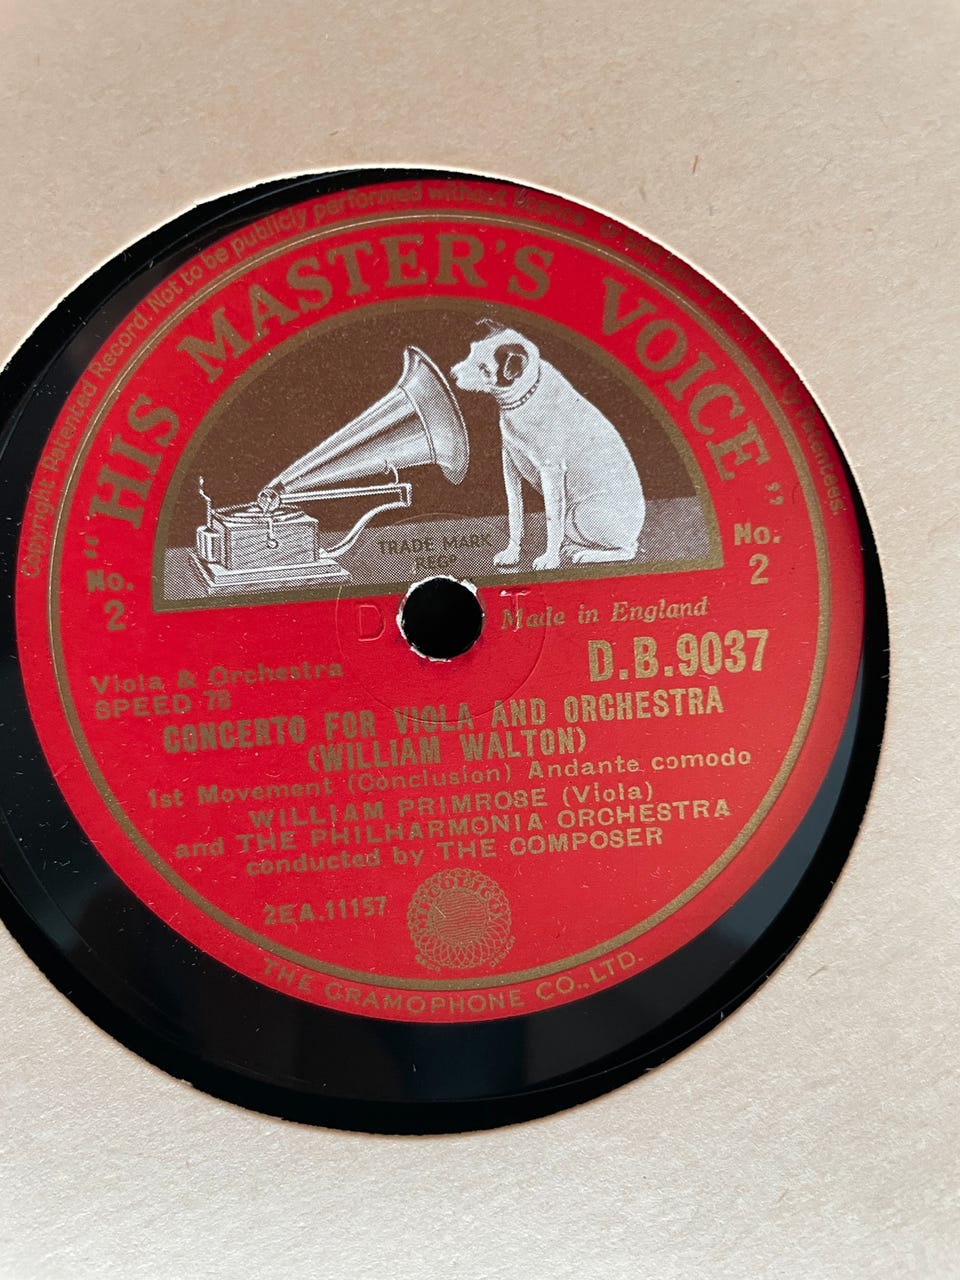 Copyright Patented Record. Not to be publicly performed without licence
Patentees.
"HIS MASTER'S VOICE"
TRADE MARK
REGD
No.
2
No.
2
D T
Made in England
D.B.9037
Viola & Orchestra
SPEED 78
CONCERTO FOR VIOLA AND ORCHESTRA
(WILLIAM WALTON)
1st Movement (Conclusion) Andante comodo
WILLIAM PRIMROSE (Viola)
and THE PHILHARMONIA ORCHESTRA
conducted by THE COMPOSER
2EA.11157
THE GRAMOPHONE CO., LTD.